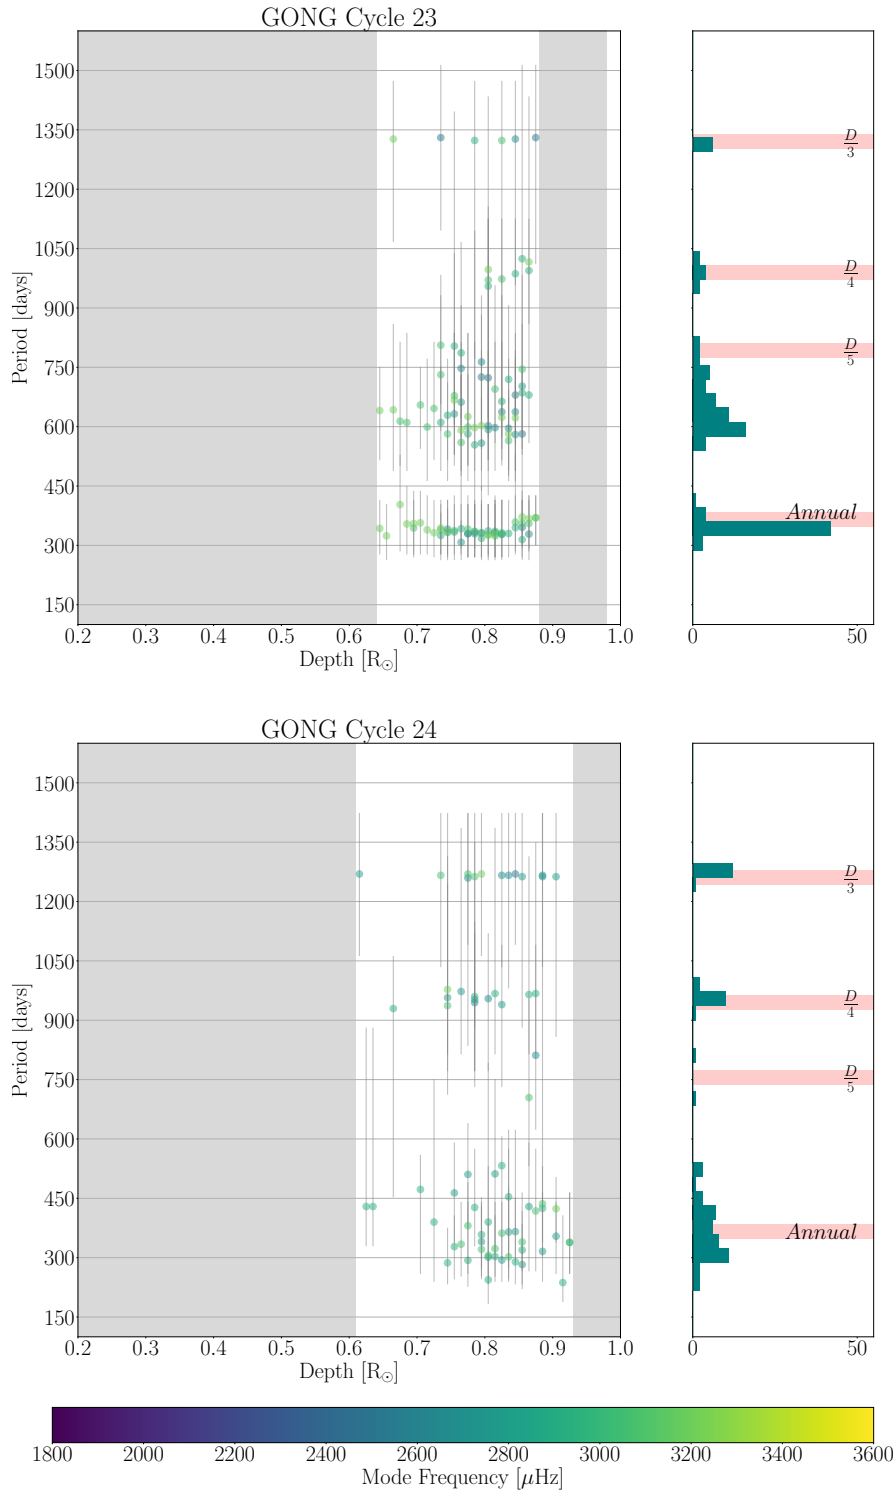 GONG Cycle 23
1500
1350
1200
1050
900
750
600
450
300
150
Period [days]
0.2 0.3 0.4 0.5 0.6 0.7 0.8 0.9 1.0
Depth [R☉]
D
3
D
4
D
5
Annual
0 50
GONG Cycle 24
1500
1350
1200
1050
900
750
600
450
300
150
Period [days]
0.2 0.3 0.4 0.5 0.6 0.7 0.8 0.9 1.0
Depth [R☉]
D
3
D
4
D
5
Annual
0 50
1800 2000 2200 2400 2600 2800 3000 3200 3400 3600
Mode Frequency [μHz]